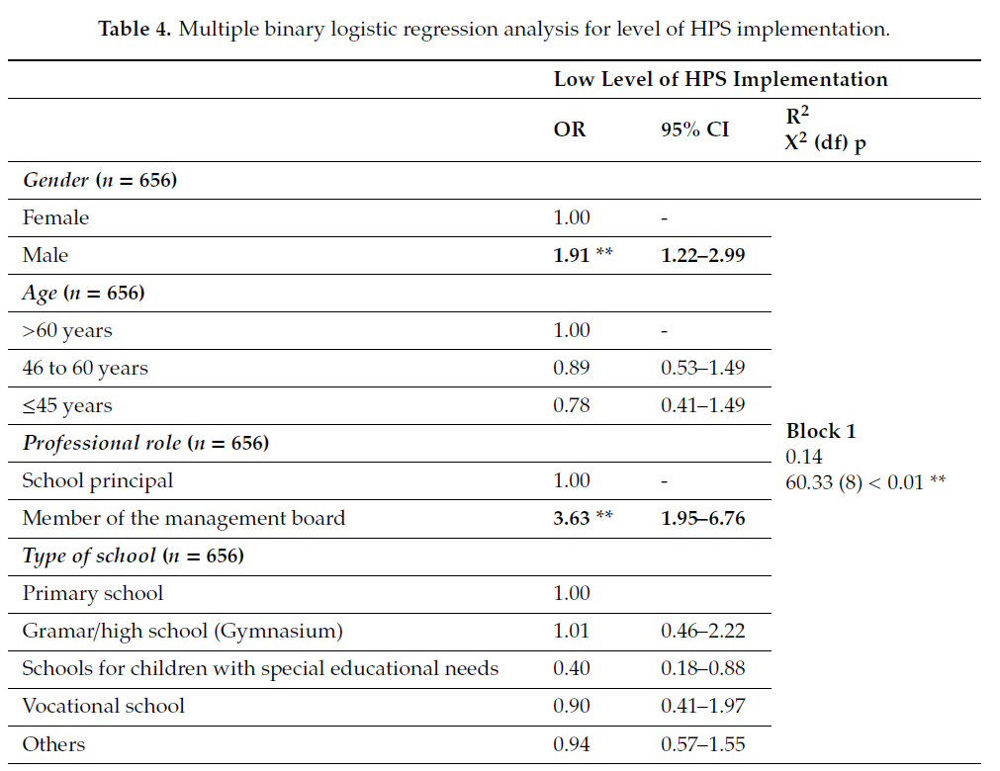 Table 4. Multiple binary logistic regression analysis for level of HPS implementation.
Low Level of HPS Implementation
OR 95% CI R²
X² (df) p
Gender (n = 656)
Female 1.00 -
Male 1.91 ** 1.22–2.99
Age (n = 656)
>60 years 1.00 -
46 to 60 years 0.89 0.53–1.49
≤45 years 0.78 0.41–1.49
Block 1
Professional role (n = 656)
0.14
School principal 1.00 -
60.33 (8) < 0.01 **
Member of the management board 3.63 ** 1.95–6.76
Type of school (n = 656)
Primary school 1.00
Gramar/high school (Gymnasium) 1.01 0.46–2.22
Schools for children with special educational needs 0.40 0.18–0.88
Vocational school 0.90 0.41–1.97
Others 0.94 0.57–1.55